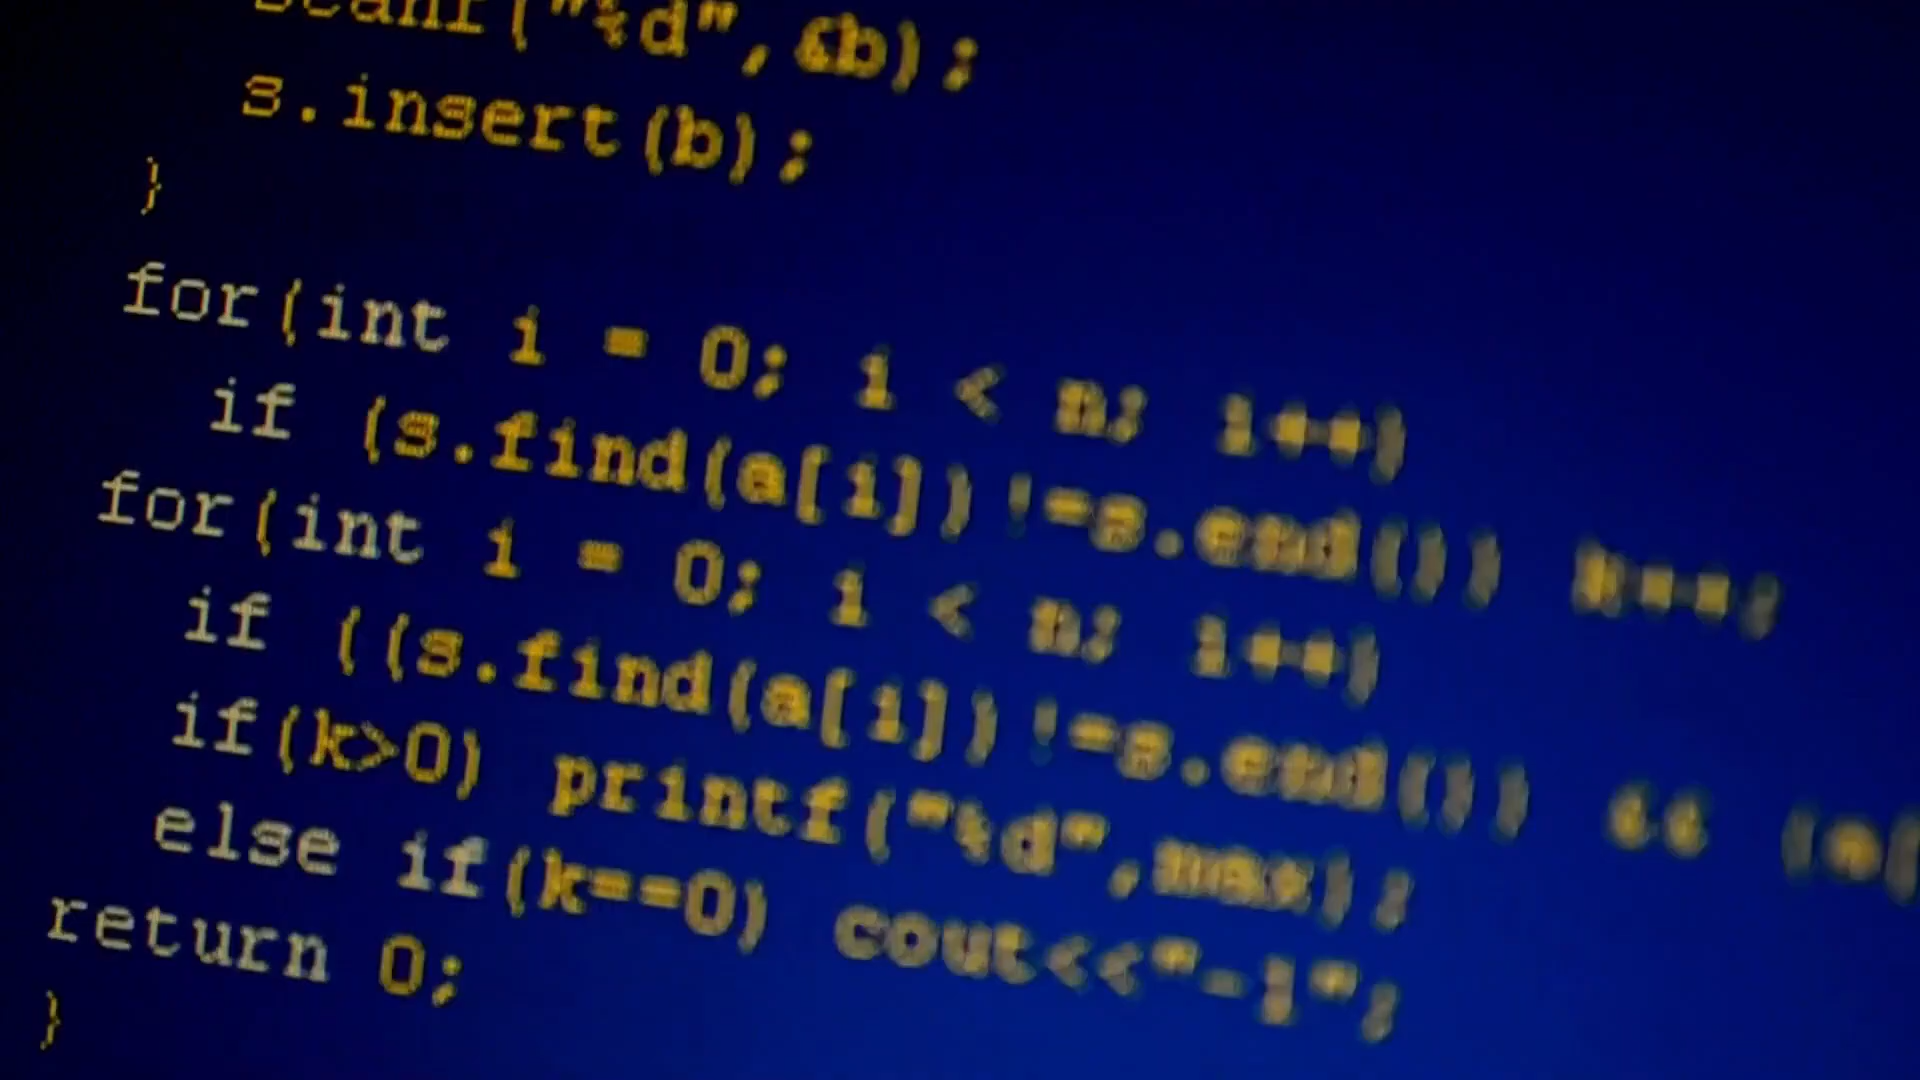 scanf("%d",&b);
s.insert(b);
}
for(int i = 0; i < n; i++)
if (s.find(a[i])!=s.end()) k++;
for(int i = 0; i < n; i++)
if ((s.find(a[i])!=s.end()) && (a[
if(k>0) printf("%d",max);
else if(k==0) cout<<"-1";
return 0;
}